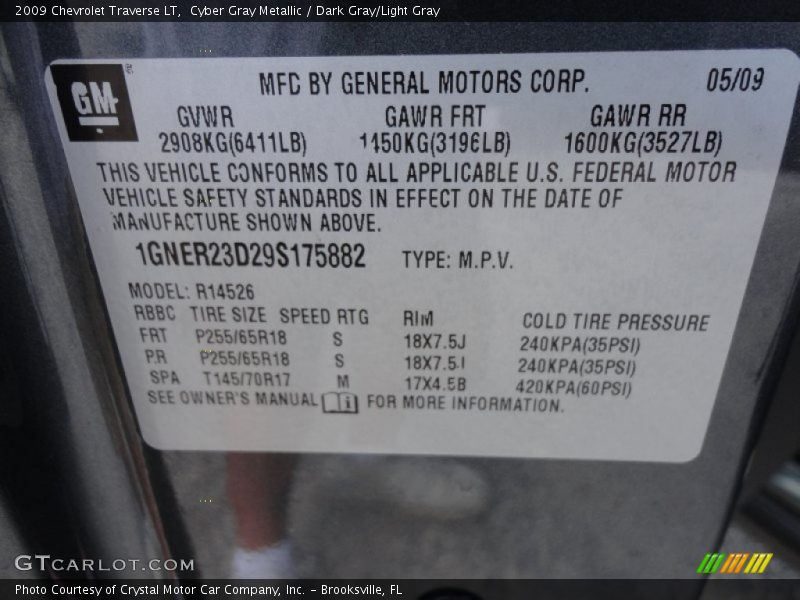 2009 Chevrolet Traverse LT, Cyber Gray Metallic / Dark Gray/Light Gray
GM
MFD BY GENERAL MOTORS CORP. 05/09
GVWR GAWR FRT GAWR RR
2908KG(6411LB) 1450KG(3196LB) 1600KG(3527LB)
THIS VEHICLE CONFORMS TO ALL APPLICABLE U.S. FEDERAL MOTOR
VEHICLE SAFETY STANDARDS IN EFFECT ON THE DATE OF
MANUFACTURE SHOWN ABOVE.
1GNER23D29S175882 TYPE: M.P.V.
MODEL: R14526
RBBC TIRE SIZE SPEED RTG RIM COLD TIRE PRESSURE
FRT P255/65R18 S 18X7.5J 240KPA(35PSI)
RR P255/65R18 S 18X7.5J 240KPA(35PSI)
SPA T145/70R17 M 17X4.5B 420KPA(60PSI)
SEE OWNER'S MANUAL FOR MORE INFORMATION.
GTCARLOT.COM
Photo Courtesy of Crystal Motor Car Company, Inc. – Brooksville, FL